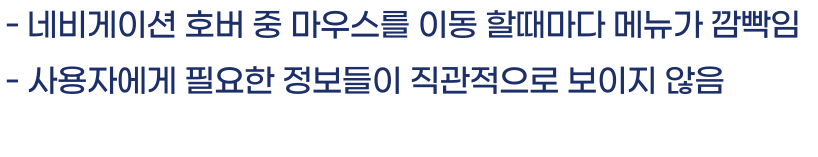 - 네비게이션 호버 중 마우스를 이동 할때마다 메뉴가 깜빡임
- 사용자에게 필요한 정보들이 직관적으로 보이지 않음